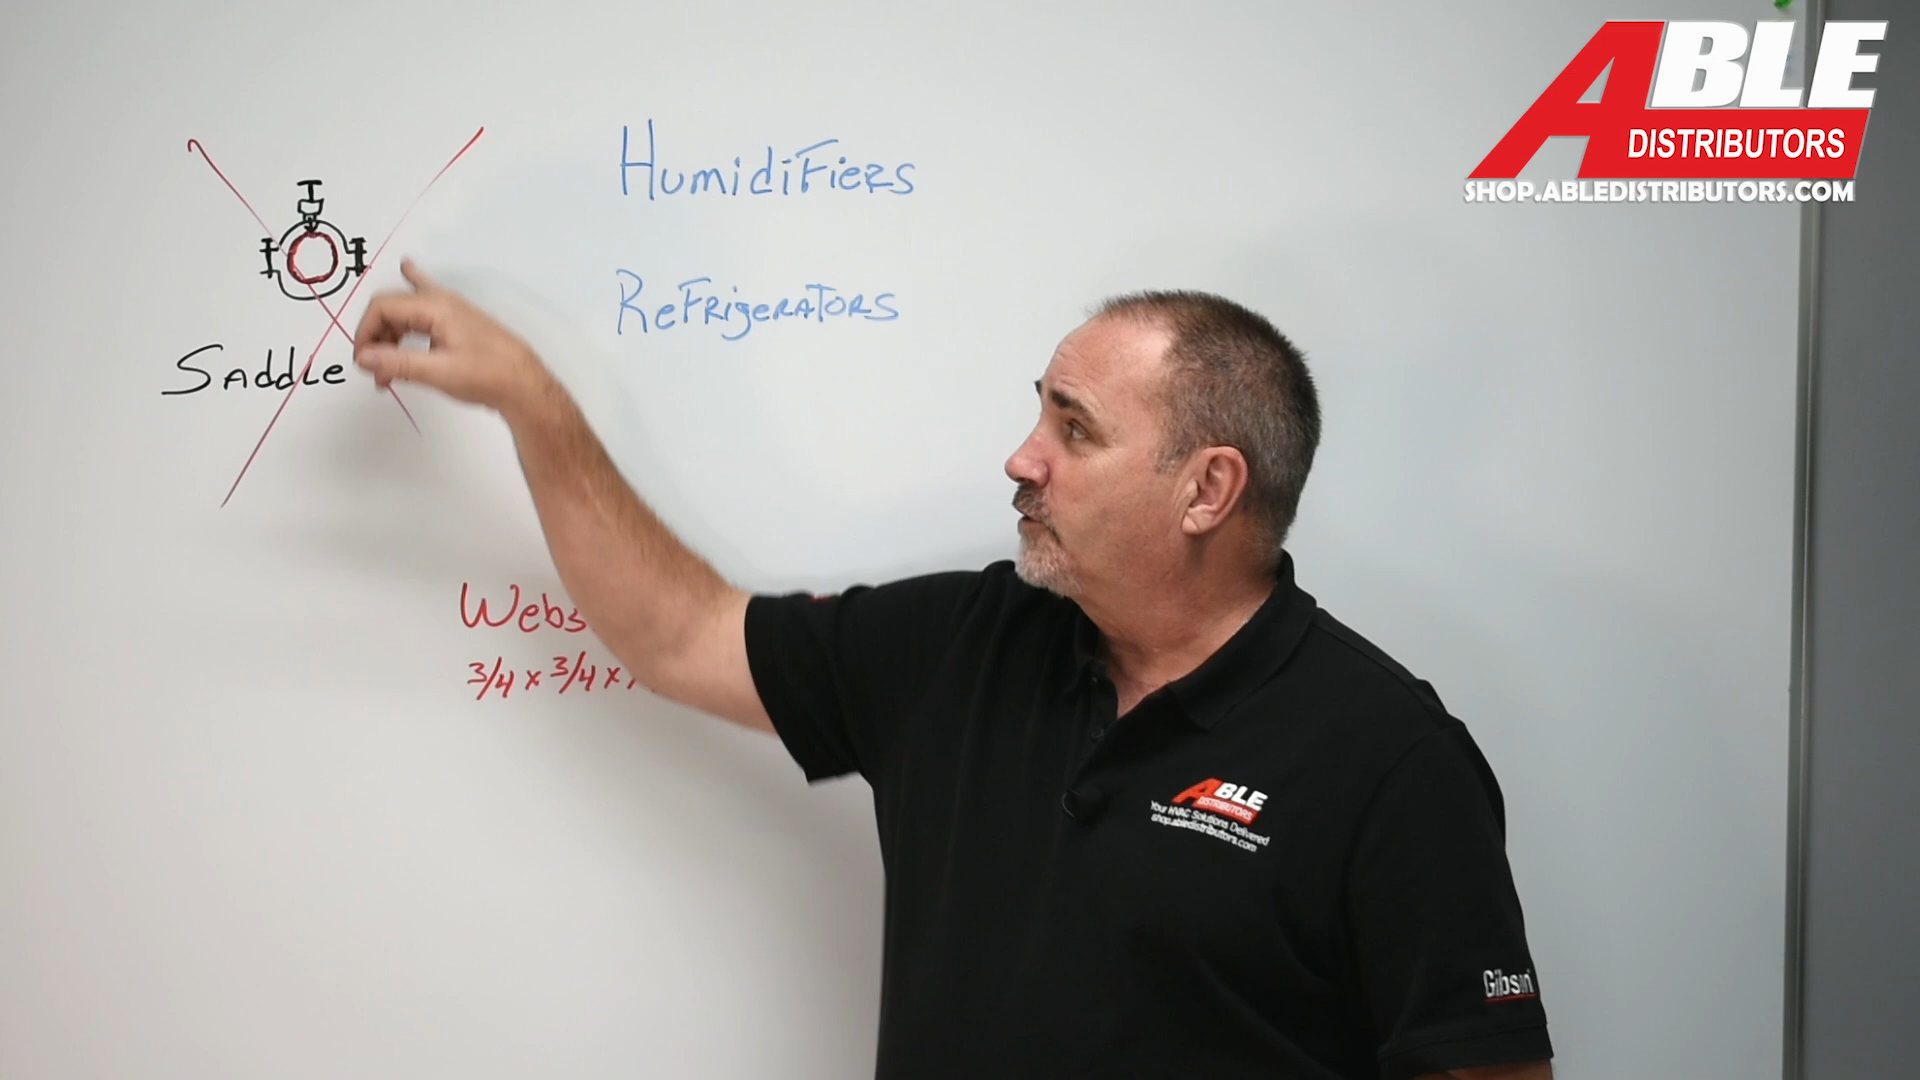 ABLE
DISTRIBUTORS
SHOP.ABLEDISTRIBUTORS.COM
HumidiFiers
ReFrigerators
Saddle
3/4 x 3/4 x
ABLE
DISTRIBUTORS
Your HVAC Solutions Delivered
shop.abledistributors.com
Gibson